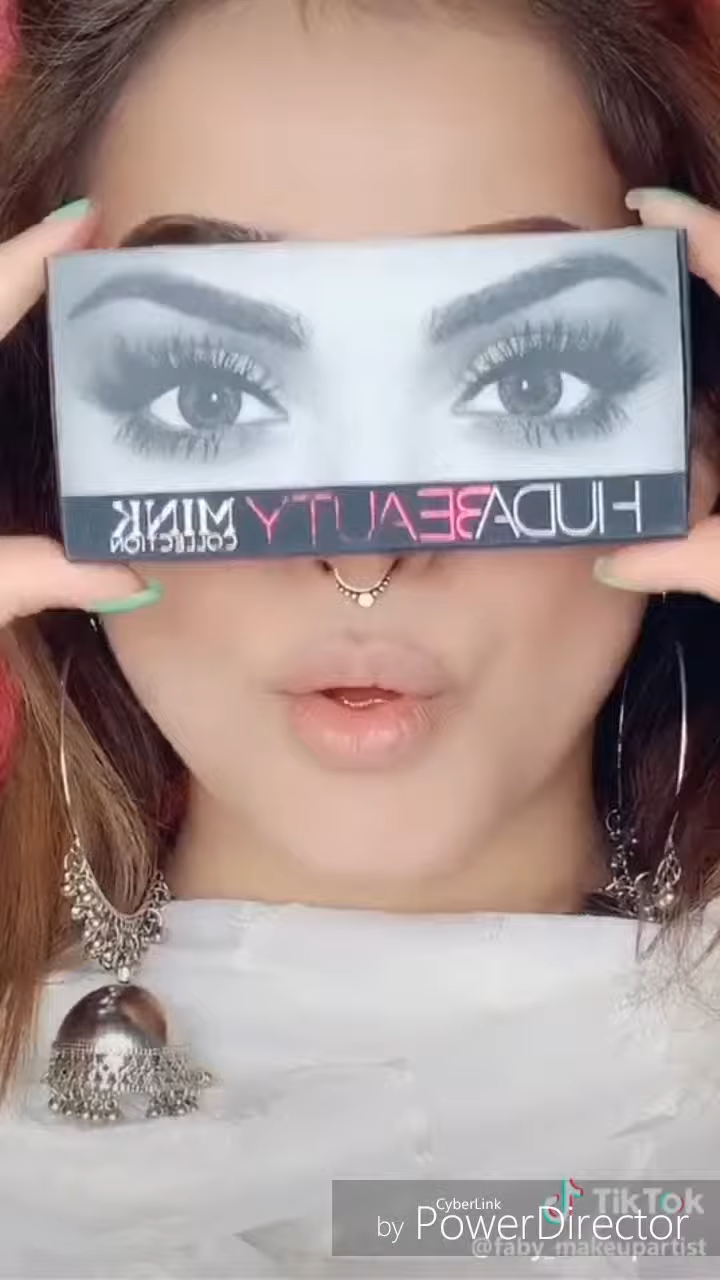 HUDABEAUTY MINK
COLLECTION
TikTok
CyberLink
by PowerDirector
@faby_makeupartist